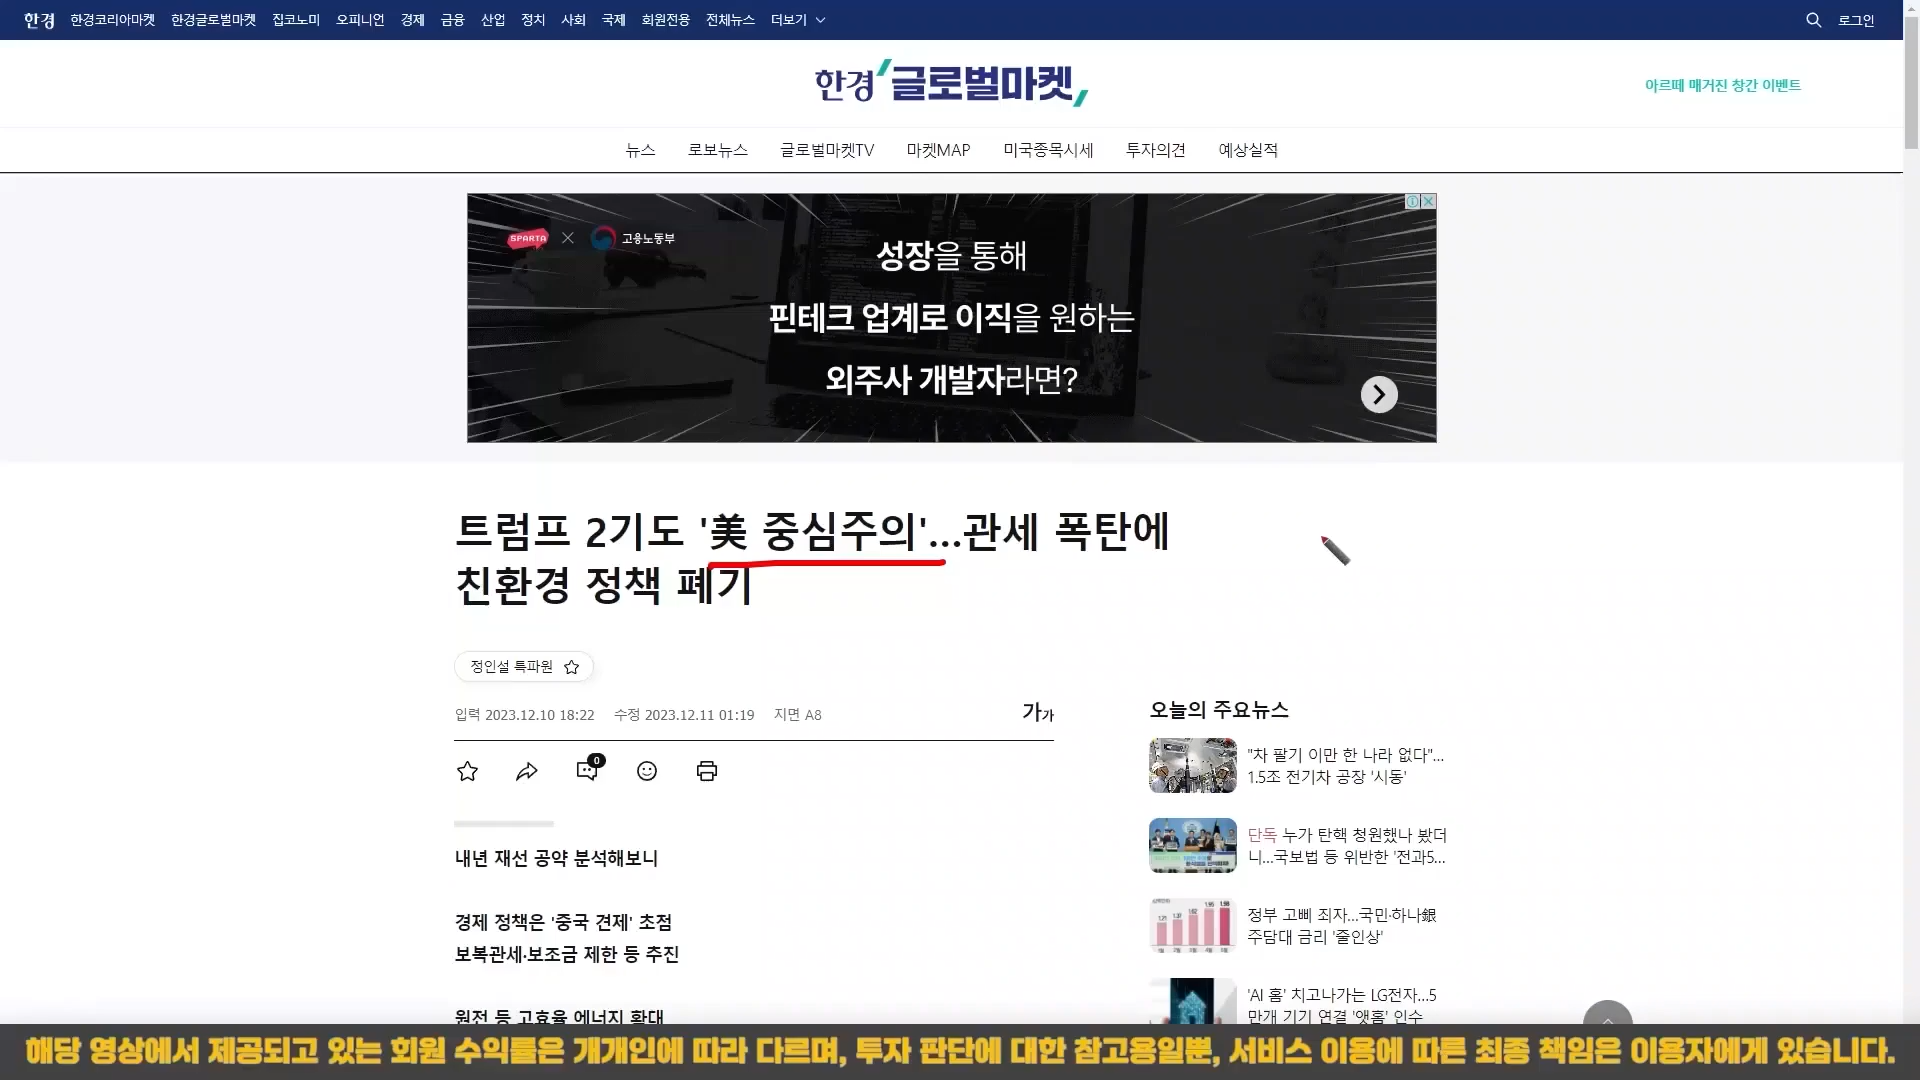 한경 한경코리아마켓 한경글로벌마켓 집코노미 오피니언 경제 금융 산업 정치 사회 국제 회원전용 전체뉴스 더보기 로그인
한경 글로벌마켓
아르떼 매거진 창간 이벤트
뉴스 로보뉴스 글로벌마켓TV 마켓MAP 미국종목시세 투자의견 예상실적
SPARTA 고용노동부
성장을 통해
핀테크 업계로 이직을 원하는
외주사 개발자라면?
트럼프 2기도 '美 중심주의'...관세 폭탄에
친환경 정책 폐기
정인설 특파원
입력 2023.12.10 18:22 수정 2023.12.11 01:19 지면 A8
가가
0
내년 재선 공약 분석해보니
경제 정책은 '중국 견제' 초점
보복관세·보조금 제한 등 추진
원전 등 고효율 에너지 확대
오늘의 주요뉴스
"차 팔기 이만 한 나라 없다"...
1.5조 전기차 공장 '시동'
단독 누가 탄핵 청원했나 봤더
니...국보법 등 위반한 '전과5...
정부 고삐 죄자...국민·하나銀
주담대 금리 '줄인상'
'AI 홈' 치고나가는 LG전자...5
만개 기기 연결 '앳홈' 인수
해당 영상에서 제공되고 있는 회원 수익률은 개개인에 따라 다르며, 투자 판단에 대한 참고용일뿐, 서비스 이용에 따른 최종 책임은 이용자에게 있습니다.